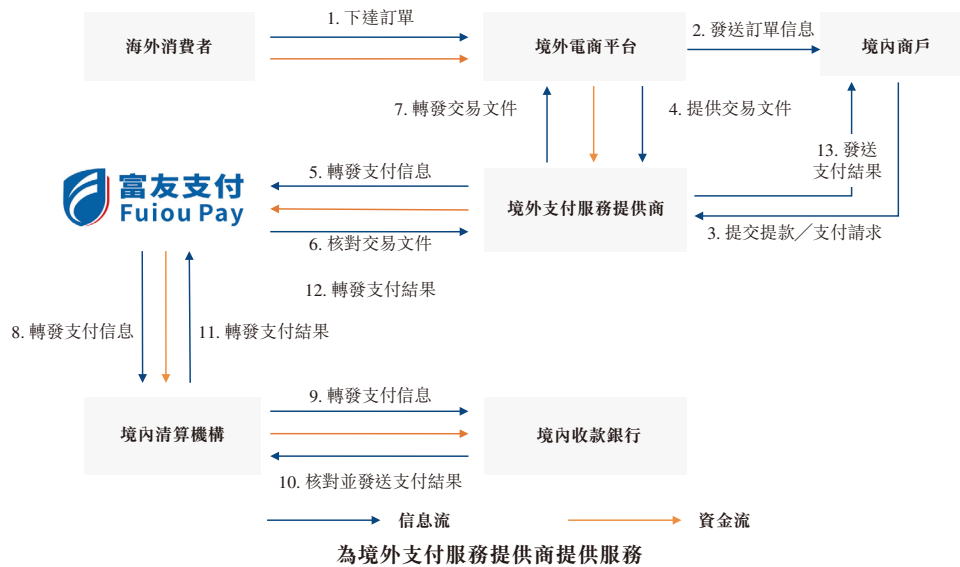 1. 下達訂單
海外消費者
境外電商平台
2. 發送訂單信息
境內商戶
7. 轉發交易文件
4. 提供交易文件
13. 發送
支付結果
5. 轉發支付信息
富友支付
Fuiou Pay
境外支付服務提供商
3. 提交提款／支付請求
6. 核對交易文件
12. 轉發支付結果
8. 轉發支付信息
11. 轉發支付結果
9. 轉發支付信息
境內清算機構
境內收款銀行
10. 核對並發送支付結果
信息流
資金流
為境外支付服務提供商提供服務